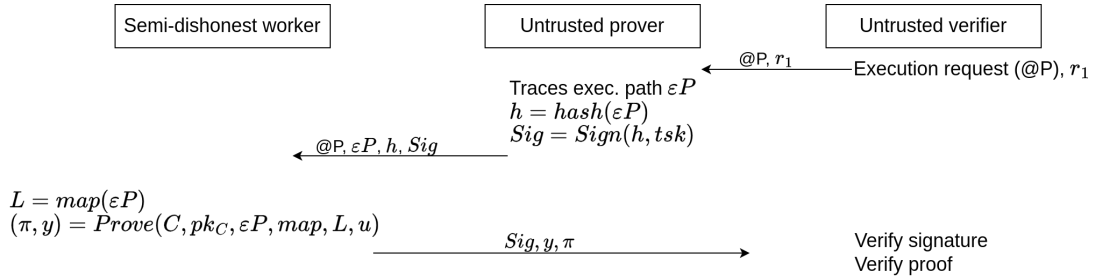 Semi-dishonest worker
Untrusted prover
Untrusted verifier
@P, r₁
Execution request (@P), r₁
Traces exec. path εP
h = hash(εP)
Sig = Sign(h, tsk)
@P, εP, h, Sig
L = map(εP)
(π, y) = Prove(C, pk_C, εP, map, L, u)
Sig, y, π
Verify signature
Verify proof